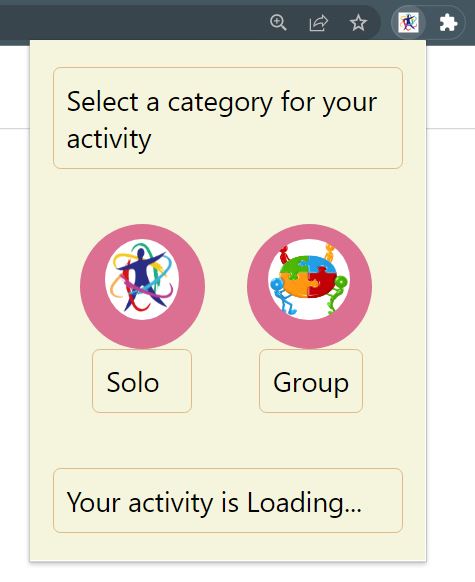 Select a category for your
activity
Solo
Group
Your activity is Loading...